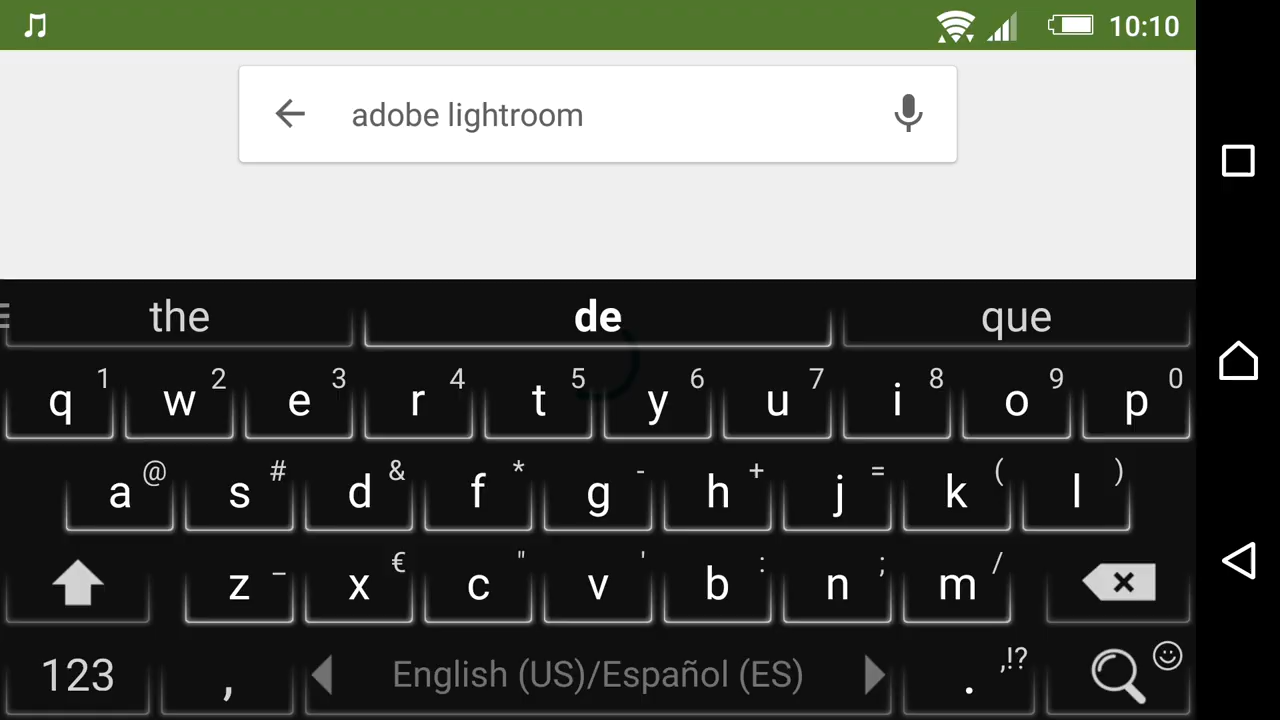 10:10
adobe lightroom
the de que
1 2 3 4 5 6 7 8 9 0
q w e r t y u i o p
@ # & * - + = ( )
a s d f g h j k l
_ € " ' : ; /
z x c v b n m
123 , English (US)/Español (ES) . ,!?